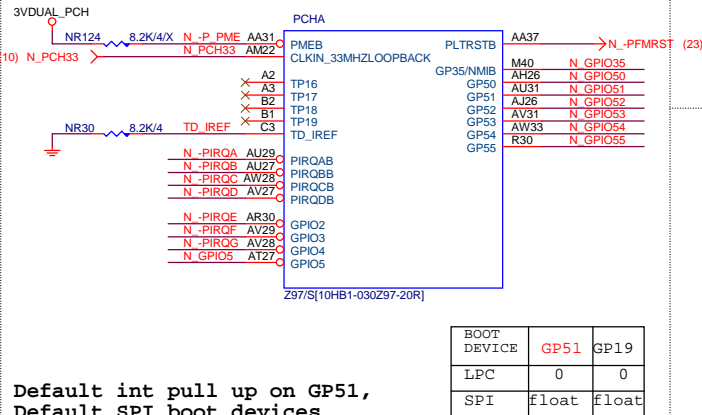 3VDUAL_PCH
PCHA
NR124 8.2K/4/X N_-P_PME AA31 PMEB PLTRSTB AA37 N_-PFMRST (23)
10) N_PCH33 N_PCH33 AM22 CLKIN_33MHZLOOPBACK
GP35/NMIB M40 N_GPIO35
GP50 AH26 N_GPIO50
A2 TP16 GP51 AU31 N_GPIO51
A3 TP17 GP52 AJ26 N_GPIO52
B2 TP18 GP53 AV31 N_GPIO53
B1 TP19 GP54 AW33 N_GPIO54
NR30 8.2K/4 TD_IREF C3 TD_IREF GP55 R30 N_GPIO55
N_-PIRQA AU29 PIRQAB
N_-PIRQB AU27 PIRQBB
N_-PIRQC AW28 PIRQCB
N_-PIRQD AV27 PIRQDB
N_-PIRQE AR30 GPIO2
N_-PIRQF AV29 GPIO3
N_-PIRQG AV28 GPIO4
N_GPIO5 AT27 GPIO5
Z97/S[10HB1-030Z97-20R]
BOOT
DEVICE GP51 GP19
LPC 0 0
SPI float float
Default int pull up on GP51,
Default SPI boot devices